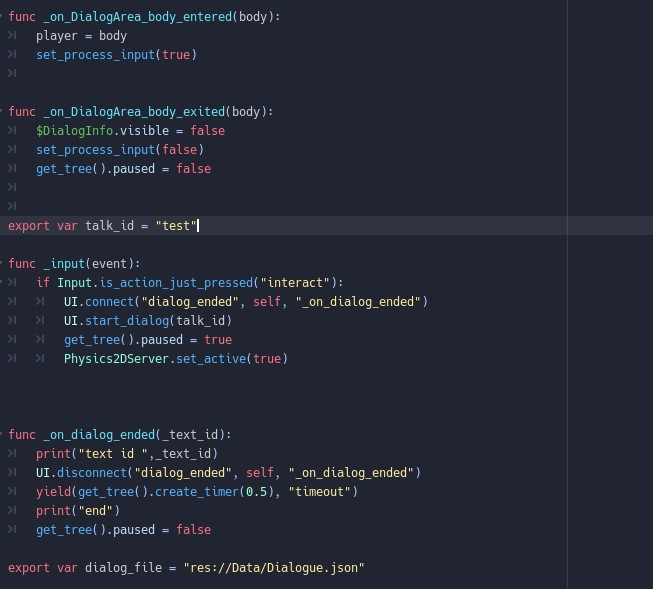 func _on_DialogArea_body_entered(body):
player = body
set_process_input(true)
func _on_DialogArea_body_exited(body):
$DialogInfo.visible = false
set_process_input(false)
get_tree().paused = false
export var talk_id = "test"
func _input(event):
if Input.is_action_just_pressed("interact"):
UI.connect("dialog_ended", self, "_on_dialog_ended")
UI.start_dialog(talk_id)
get_tree().paused = true
Physics2DServer.set_active(true)
func _on_dialog_ended(_text_id):
print("text id ",_text_id)
UI.disconnect("dialog_ended", self, "_on_dialog_ended")
yield(get_tree().create_timer(0.5), "timeout")
print("end")
get_tree().paused = false
export var dialog_file = "res://Data/Dialogue.json"